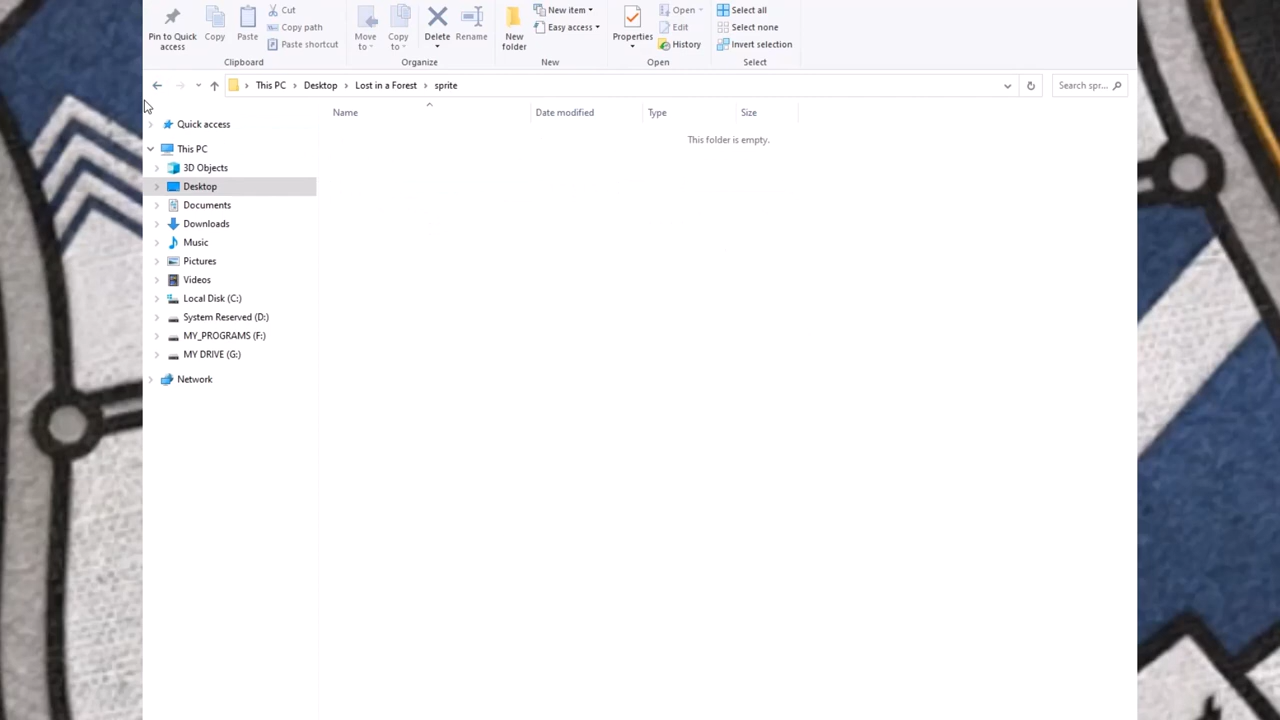 Pin to Quick access
Copy
Paste
Cut
Copy path
Paste shortcut
Clipboard
Move to
Copy to
Delete
Rename
Organize
New folder
New item
Easy access
New
Properties
Open
Edit
History
Open
Select all
Select none
Invert selection
Select
This PC > Desktop > Lost in a Forest > sprite
Search spr...
Name
Date modified
Type
Size
This folder is empty.
Quick access
This PC
3D Objects
Desktop
Documents
Downloads
Music
Pictures
Videos
Local Disk (C:)
System Reserved (D:)
MY_PROGRAMS (F:)
MY DRIVE (G:)
Network